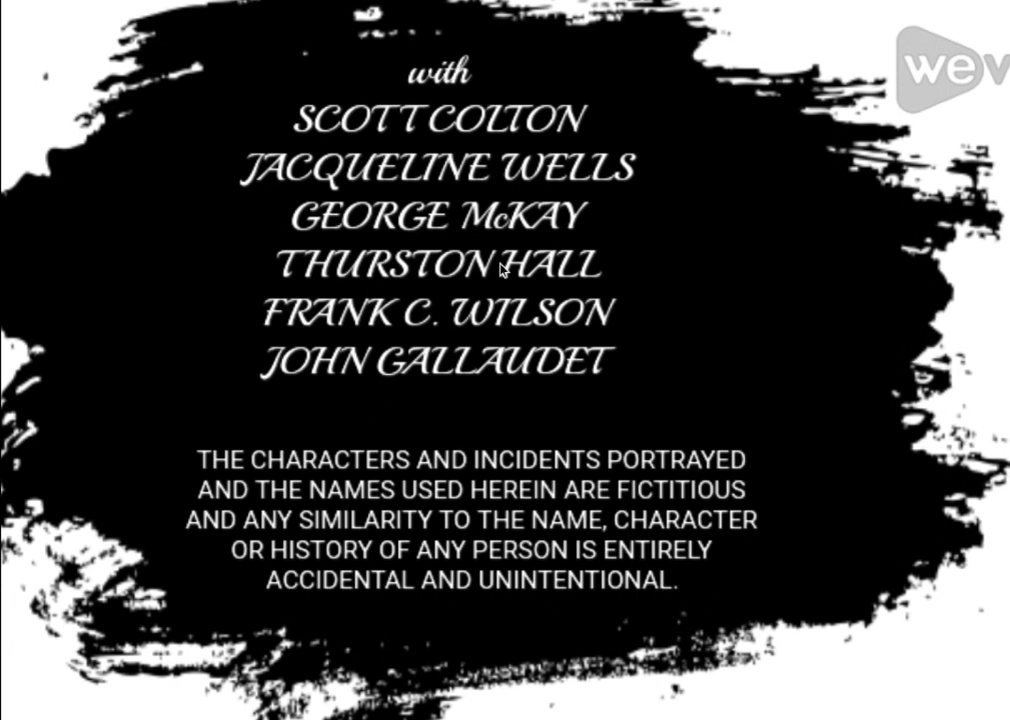 with
SCOTT COLTON
JACQUELINE WELLS
GEORGE McKAY
THURSTON HALL
FRANK C. WILSON
JOHN GALLAUDET
THE CHARACTERS AND INCIDENTS PORTRAYED
AND THE NAMES USED HEREIN ARE FICTITIOUS
AND ANY SIMILARITY TO THE NAME, CHARACTER
OR HISTORY OF ANY PERSON IS ENTIRELY
ACCIDENTAL AND UNINTENTIONAL.